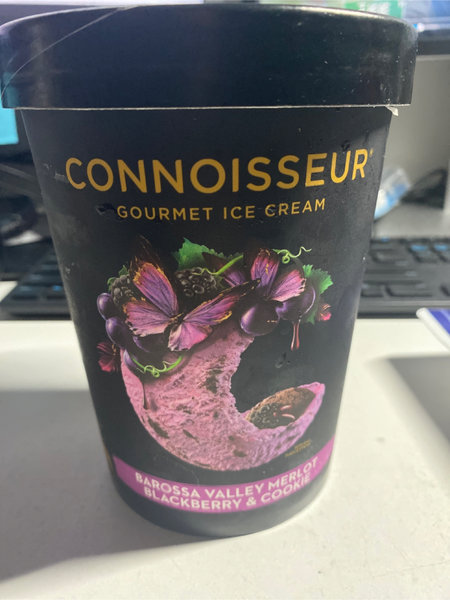 CONNOISSEUR
GOURMET ICE CREAM
BAROSSA VALLEY MERLOT
BLACKBERRY & COOKIE